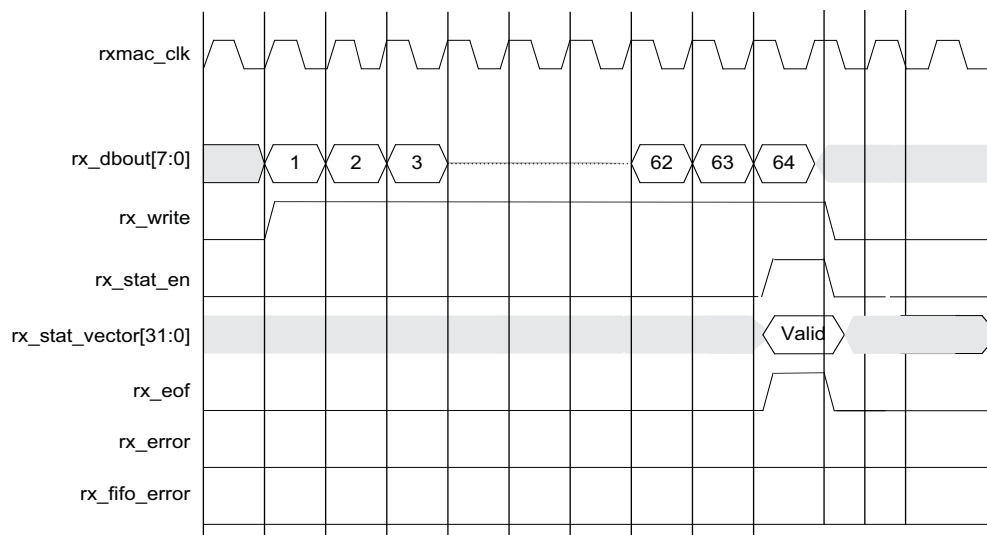 rxmac_clk
rx_dbout[7:0] 1 2 3 62 63 64
rx_write
rx_stat_en
rx_stat_vector[31:0] Valid
rx_eof
rx_error
rx_fifo_error